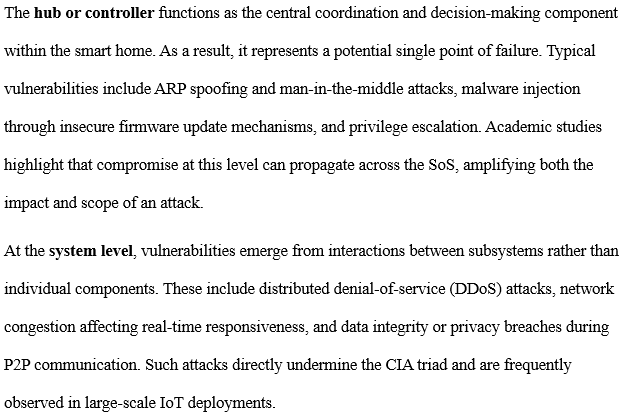 The hub or controller functions as the central coordination and decision-making component
within the smart home. As a result, it represents a potential single point of failure. Typical
vulnerabilities include ARP spoofing and man-in-the-middle attacks, malware injection
through insecure firmware update mechanisms, and privilege escalation. Academic studies
highlight that compromise at this level can propagate across the SoS, amplifying both the
impact and scope of an attack.
At the system level, vulnerabilities emerge from interactions between subsystems rather than
individual components. These include distributed denial-of-service (DDoS) attacks, network
congestion affecting real-time responsiveness, and data integrity or privacy breaches during
P2P communication. Such attacks directly undermine the CIA triad and are frequently
observed in large-scale IoT deployments.